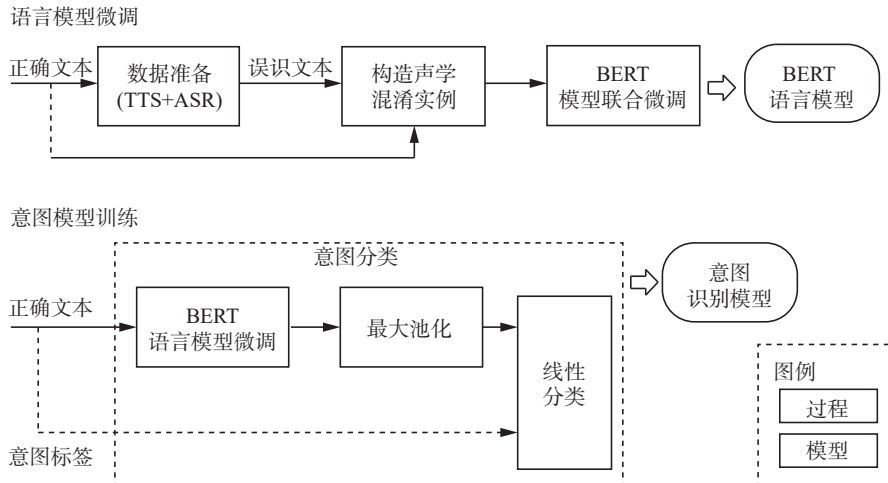 语言模型微调
正确文本
数据准备
(TTS+ASR)
误识文本
构造声学
混淆实例
BERT
模型联合微调
BERT
语言模型
意图模型训练
意图分类
正确文本
BERT
语言模型微调
最大池化
线性
分类
意图
识别模型
意图标签
图例
过程
模型